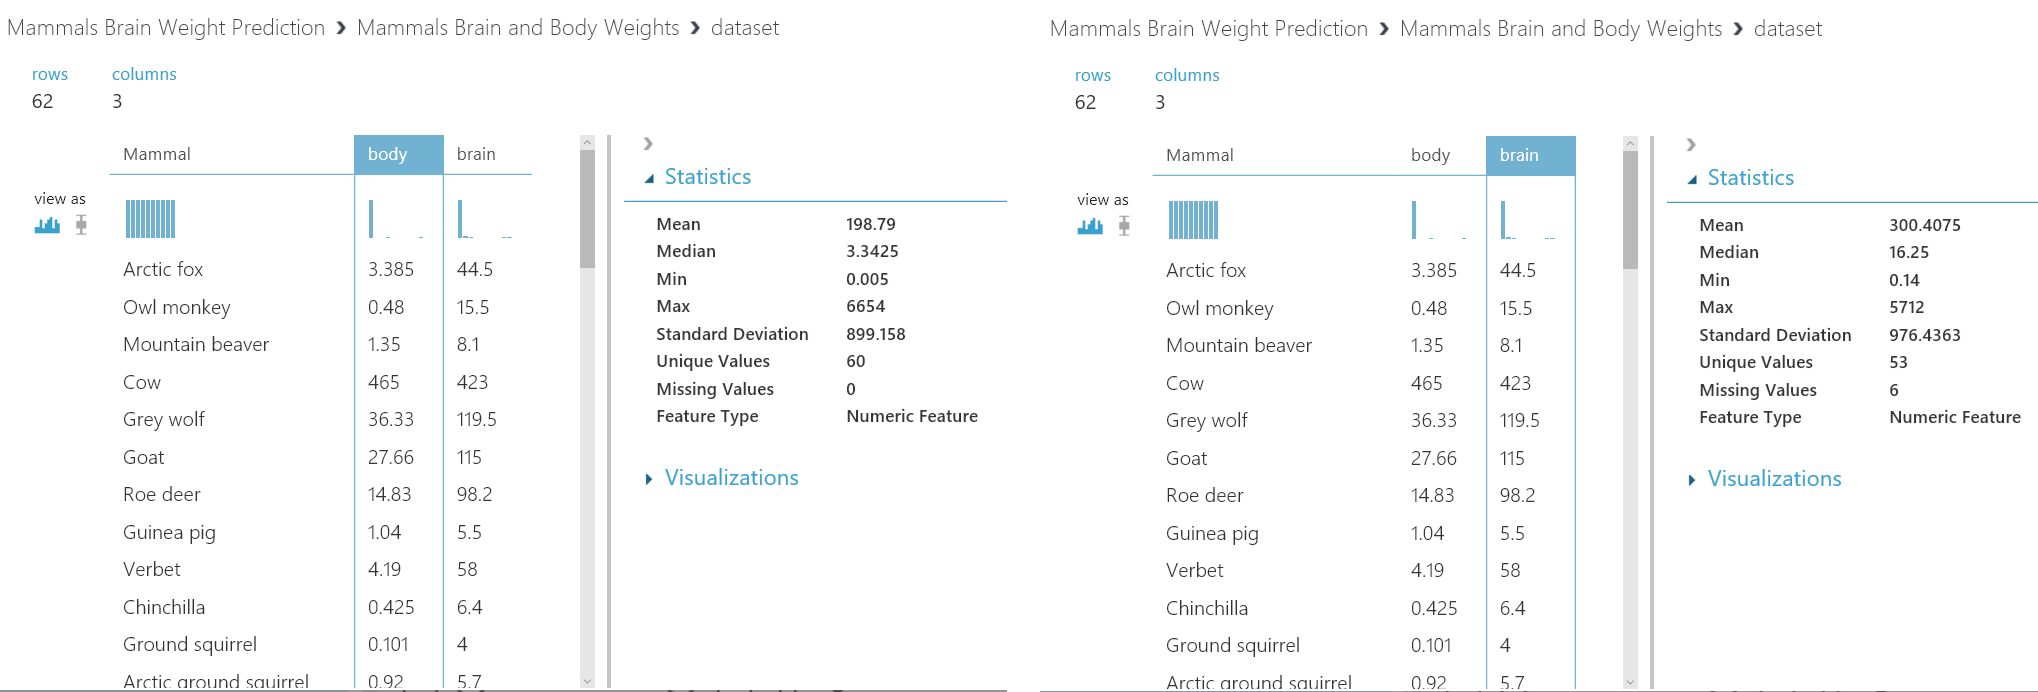 Mammals Brain Weight Prediction ❯ Mammals Brain and Body Weights ❯ dataset
rows columns
62 3
Mammal body brain
view as
Arctic fox 3.385 44.5
Owl monkey 0.48 15.5
Mountain beaver 1.35 8.1
Cow 465 423
Grey wolf 36.33 119.5
Goat 27.66 115
Roe deer 14.83 98.2
Guinea pig 1.04 5.5
Verbet 4.19 58
Chinchilla 0.425 6.4
Ground squirrel 0.101 4
Arctic ground squirrel 0.92 5.7
Statistics
Mean 198.79
Median 3.3425
Min 0.005
Max 6654
Standard Deviation 899.158
Unique Values 60
Missing Values 0
Feature Type Numeric Feature
Visualizations
Mammals Brain Weight Prediction ❯ Mammals Brain and Body Weights ❯ dataset
rows columns
62 3
Mammal body brain
view as
Arctic fox 3.385 44.5
Owl monkey 0.48 15.5
Mountain beaver 1.35 8.1
Cow 465 423
Grey wolf 36.33 119.5
Goat 27.66 115
Roe deer 14.83 98.2
Guinea pig 1.04 5.5
Verbet 4.19 58
Chinchilla 0.425 6.4
Ground squirrel 0.101 4
Arctic ground squirrel 0.92 5.7
Statistics
Mean 300.4075
Median 16.25
Min 0.14
Max 5712
Standard Deviation 976.4363
Unique Values 53
Missing Values 6
Feature Type Numeric Feature
Visualizations